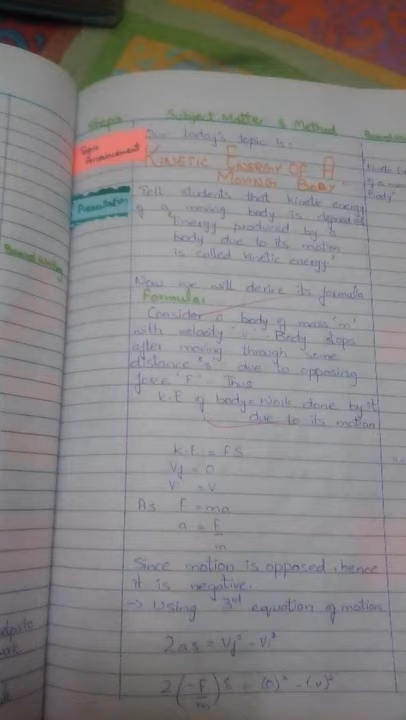 Steps
Subject Matter & Method
Topic
Announcement
Our today's topic is:
KINETIC ENERGY OF A
MOVING BODY
Presentation
Tell students that kinetic energy
of a moving body is
Energy produced by a
body due to its motion
is called kinetic energy"
Now we will derive its formula
Formula:
Consider a body of mass 'm'
with velocity 'v'. Body stops
after moving through some
distance 's' due to opposing
force 'F'. Thus
K.E of body = Work done by it
due to its motion
K.E = FS
Vf = 0
Vi = V
As F = ma
a = F/m
Since motion is opposed, hence
it is negative.
→ Using 3rd equation of motion
2as = Vf² - Vi²
2(-F/m) S = (0)² - (v)²